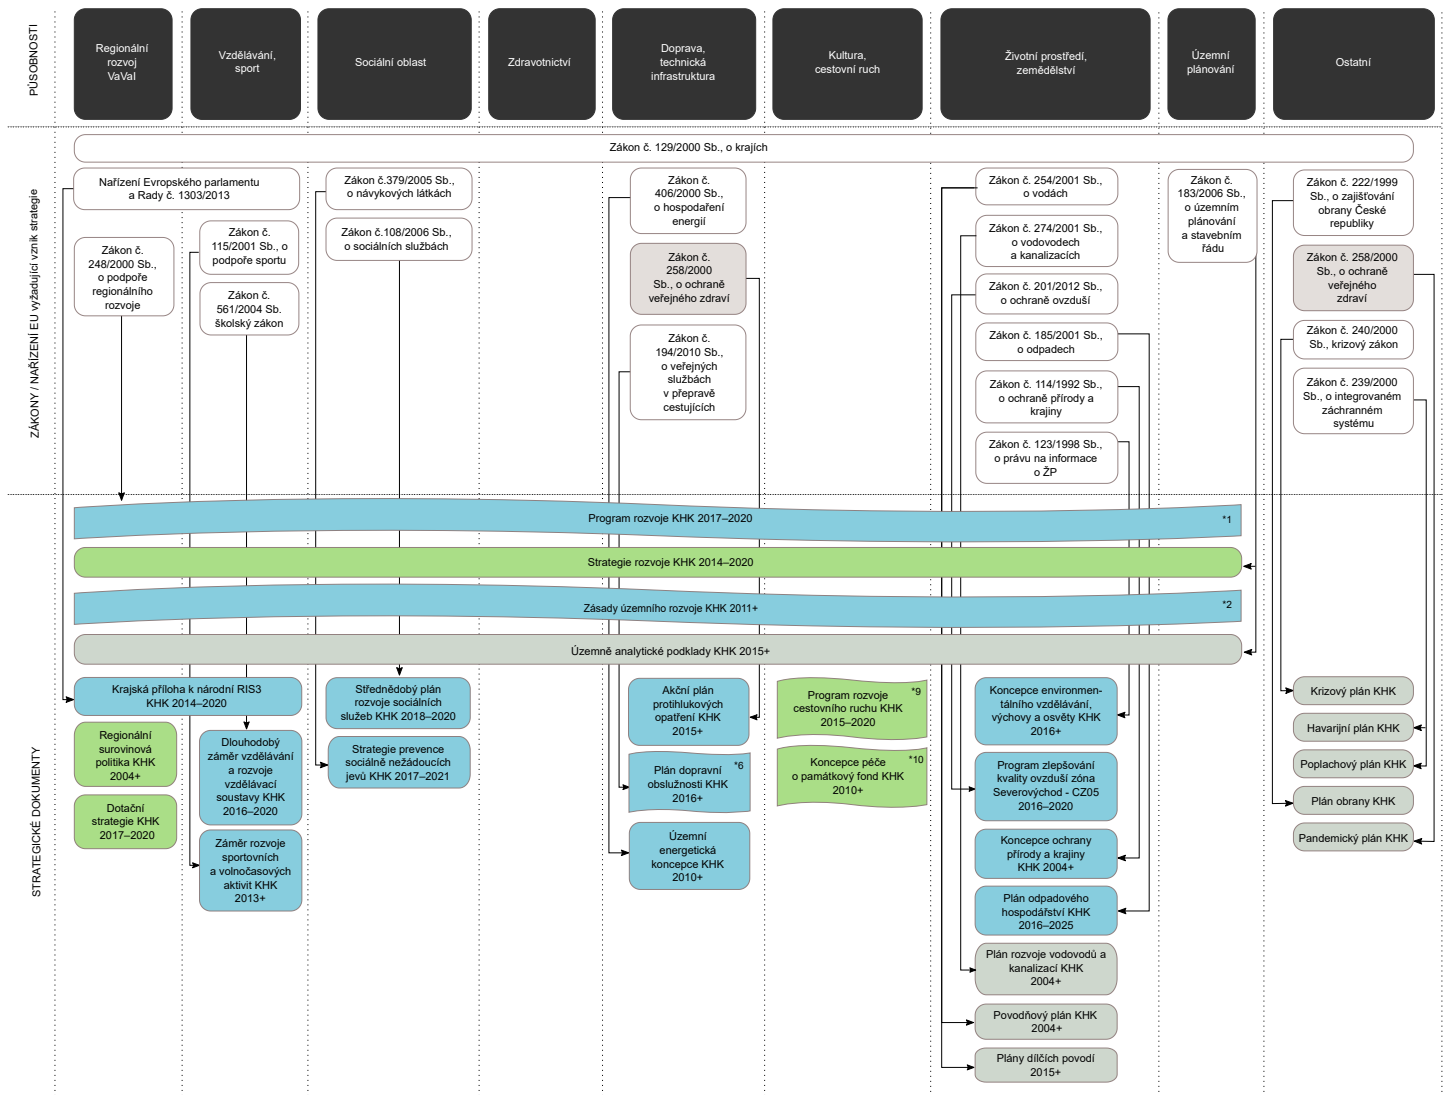 PŮSOBNOSTI
Regionální
rozvoj
VaVaI
Vzdělávání,
sport
Sociální oblast
Zdravotnictví
Doprava,
technická
infrastruktura
Kultura,
cestovní ruch
Životní prostředí,
zemědělství
Územní
plánování
Ostatní
ZÁKONY / NAŘÍZENÍ EU vyžadující vznik strategie
Zákon č. 129/2000 Sb., o krajích
Nařízení Evropského parlamentu
a Rady č. 1303/2013
Zákon č.
248/2000 Sb.,
o podpoře
regionálního
rozvoje
Zákon č.
115/2001 Sb., o
podpoře sportu
Zákon č.
561/2004 Sb.
školský zákon
Zákon č.379/2005 Sb.,
o návykových látkách
Zákon č.108/2006 Sb.,
o sociálních službách
Zákon č.
406/2000 Sb.,
o hospodaření
energií
Zákon č.
258/2000
Sb., o ochraně
veřejného zdraví
Zákon č.
194/2010 Sb.,
o veřejných
službách
v přepravě
cestujících
Zákon č. 254/2001 Sb.,
o vodách
Zákon č. 274/2001 Sb.,
o vodovodech
a kanalizacích
Zákon č. 201/2012 Sb.,
o ochraně ovzduší
Zákon č. 185/2001 Sb.,
o odpadech
Zákon č. 114/1992 Sb.,
o ochraně přírody a
krajiny
Zákon č. 123/1998 Sb.,
o právu na informace
o ŽP
Zákon č.
183/2006 Sb.,
o územním
plánování
a stavebním
řádu
Zákon č. 222/1999
Sb., o zajišťování
obrany České
republiky
Zákon č. 258/2000
Sb., o ochraně
veřejného
zdraví
Zákon č. 240/2000
Sb., krizový zákon
Zákon č. 239/2000
Sb., o integrovaném
záchranném
systému
STRATEGICKÉ DOKUMENTY
Program rozvoje KHK 2017–2020
*1
Strategie rozvoje KHK 2014–2020
Zásady územního rozvoje KHK 2011+
*2
Územně analytické podklady KHK 2015+
Krajská příloha k národní RIS3
KHK 2014–2020
Regionální
surovinová
politika KHK
2004+
Dotační
strategie KHK
2017–2020
Dlouhodobý
záměr vzdělávání
a rozvoje
vzdělávací
soustavy KHK
2016–2020
Záměr rozvoje
sportovních
a volnočasových
aktivit KHK
2013+
Střednědobý plán
rozvoje sociálních
služeb KHK 2018–2020
Strategie prevence
sociálně nežádoucích
jevů KHK 2017–2021
Akční plán
protihlukových
opatření KHK
2015+
*6
Plán dopravní
obslužnosti KHK
2016+
Územní
energetická
koncepce KHK
2010+
*9
Program rozvoje
cestovního ruchu KHK
2015–2020
*10
Koncepce péče
o památkový fond KHK
2010+
Koncepce environmen-
tálního vzdělávání,
výchovy a osvěty KHK
2016+
Program zlepšování
kvality ovzduší zóna
Severovýchod - CZ05
2016–2020
Koncepce ochrany
přírody a krajiny
KHK 2004+
Plán odpadového
hospodářství KHK
2016–2025
Plán rozvoje vodovodů a
kanalizací KHK
2004+
Povodňový plán KHK
2004+
Plány dílčích povodí
2015+
Krizový plán KHK
Havarijní plán KHK
Poplachový plán KHK
Plán obrany KHK
Pandemický plán KHK